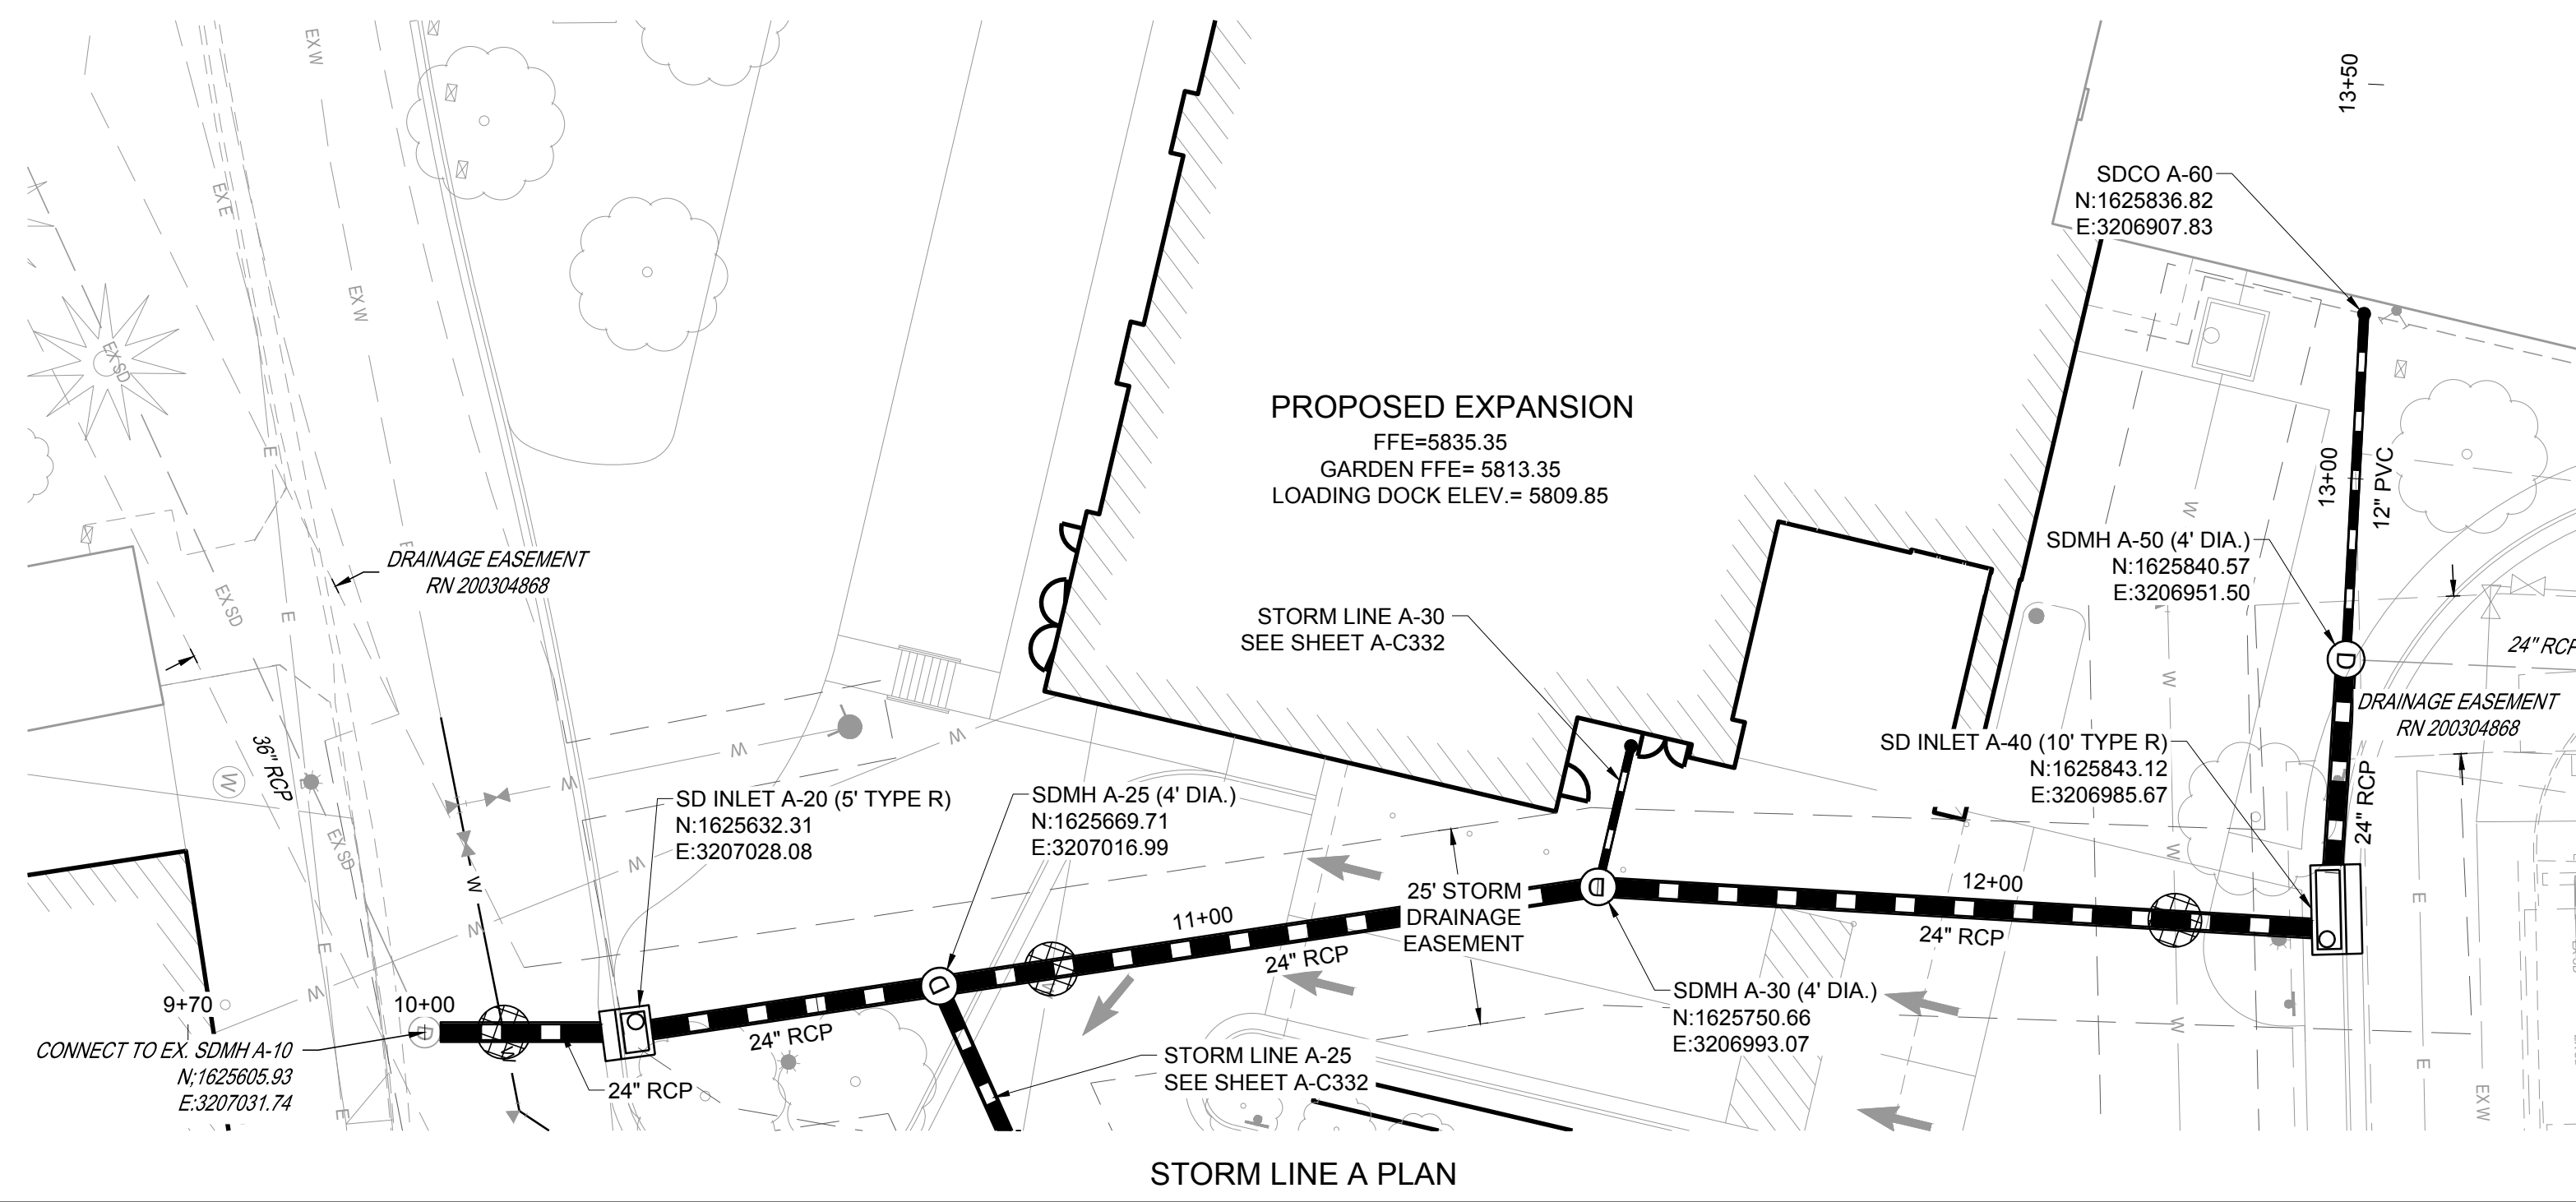 EX W
13+50
EX E
SDCO A-60
N:1625836.82
E:3206907.83
EX W
EX SD
PROPOSED EXPANSION
FFE=5835.35
GARDEN FFE= 5813.35
LOADING DOCK ELEV.= 5809.85
E
13+00
12" PVC
W
SDMH A-50 (4' DIA.)
N:1625840.57
E:3206951.50
E
DRAINAGE EASEMENT
RN 200304868
EX SD
E
STORM LINE A-30
SEE SHEET A-C332
D
24" RCP
W
DRAINAGE EASEMENT
RN 200304868
SD INLET A-40 (10' TYPE R)
N:1625843.12
E:3206985.67
24" RCP
W
W
W
36" RCP
W
SD INLET A-20 (5' TYPE R)
N:1625632.31
E:3207028.08
SDMH A-25 (4' DIA.)
N:1625669.71
E:3207016.99
EX SD
W
W
W
D
25' STORM
DRAINAGE
EASEMENT
12+00
24" RCP
E
E
11+00
24" RCP
W
E
W
D
SDMH A-30 (4' DIA.)
N:1625750.66
E:3206993.07
9+70
10+00
D
W
24" RCP
W
CONNECT TO EX. SDMH A-10
N;1625605.93
E:3207031.74
24" RCP
STORM LINE A-25
SEE SHEET A-C332
E
E
EX W
STORM LINE A PLAN